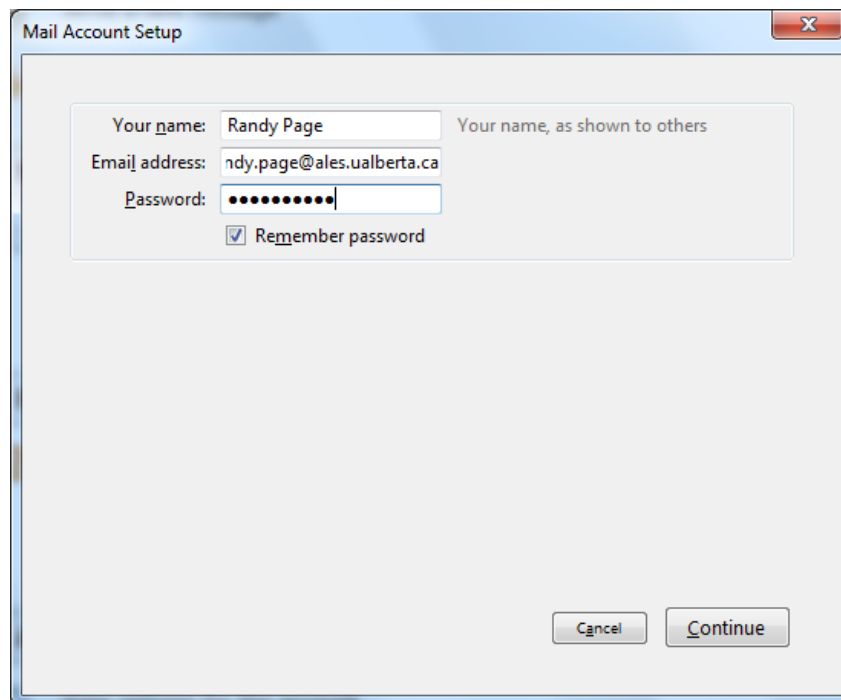 Mail Account Setup
Your name: Randy Page Your name, as shown to others
Email address: ndy.page@ales.ualberta.ca
Password: ●●●●●●●●●●
Remember password
Cancel Continue